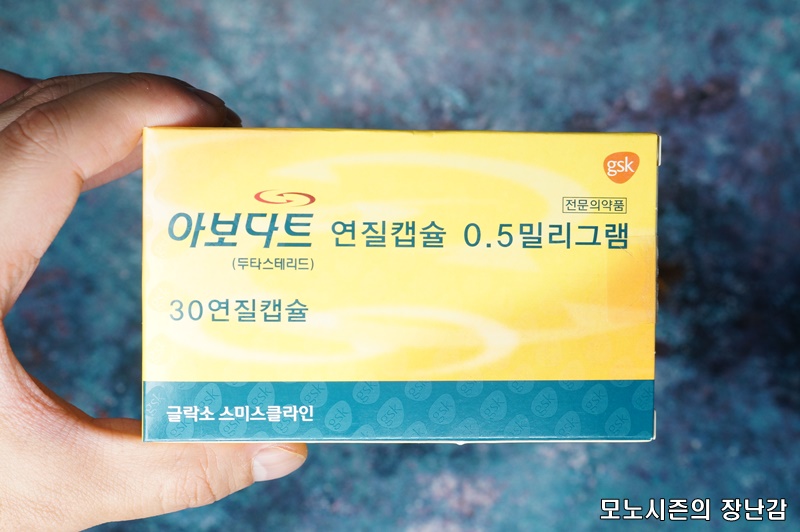 gsk
전문의약품
아보다트 연질캡슐 0.5밀리그램
(두타스테리드)
30연질캡슐
글락소 스미스클라인
모노시즌의 장난감